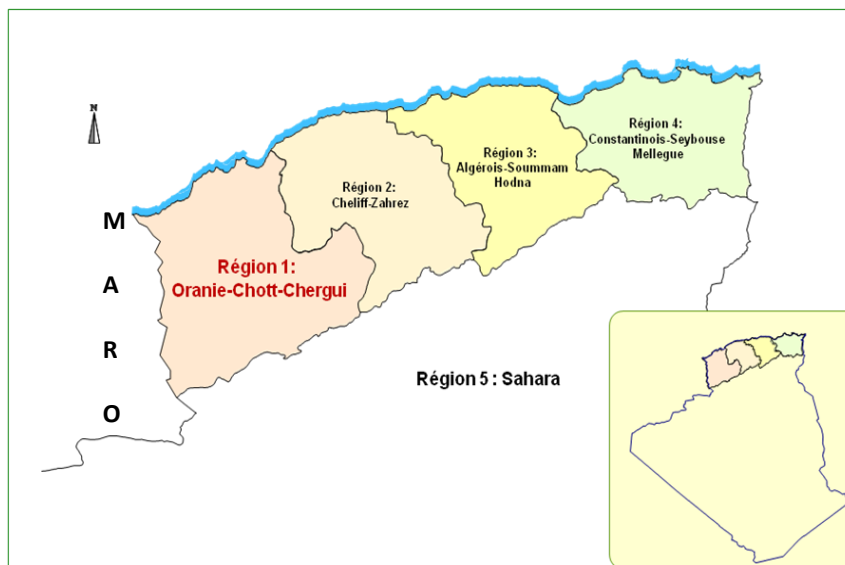 N
Région 4:
Constantinois-Seybouse
Mellegue
Région 3:
Algérois-Soummam
Hodna
Région 2:
Cheliff-Zahrez
M
A
R
O
Région 1:
Oranie-Chott-Chergui
Région 5 : Sahara